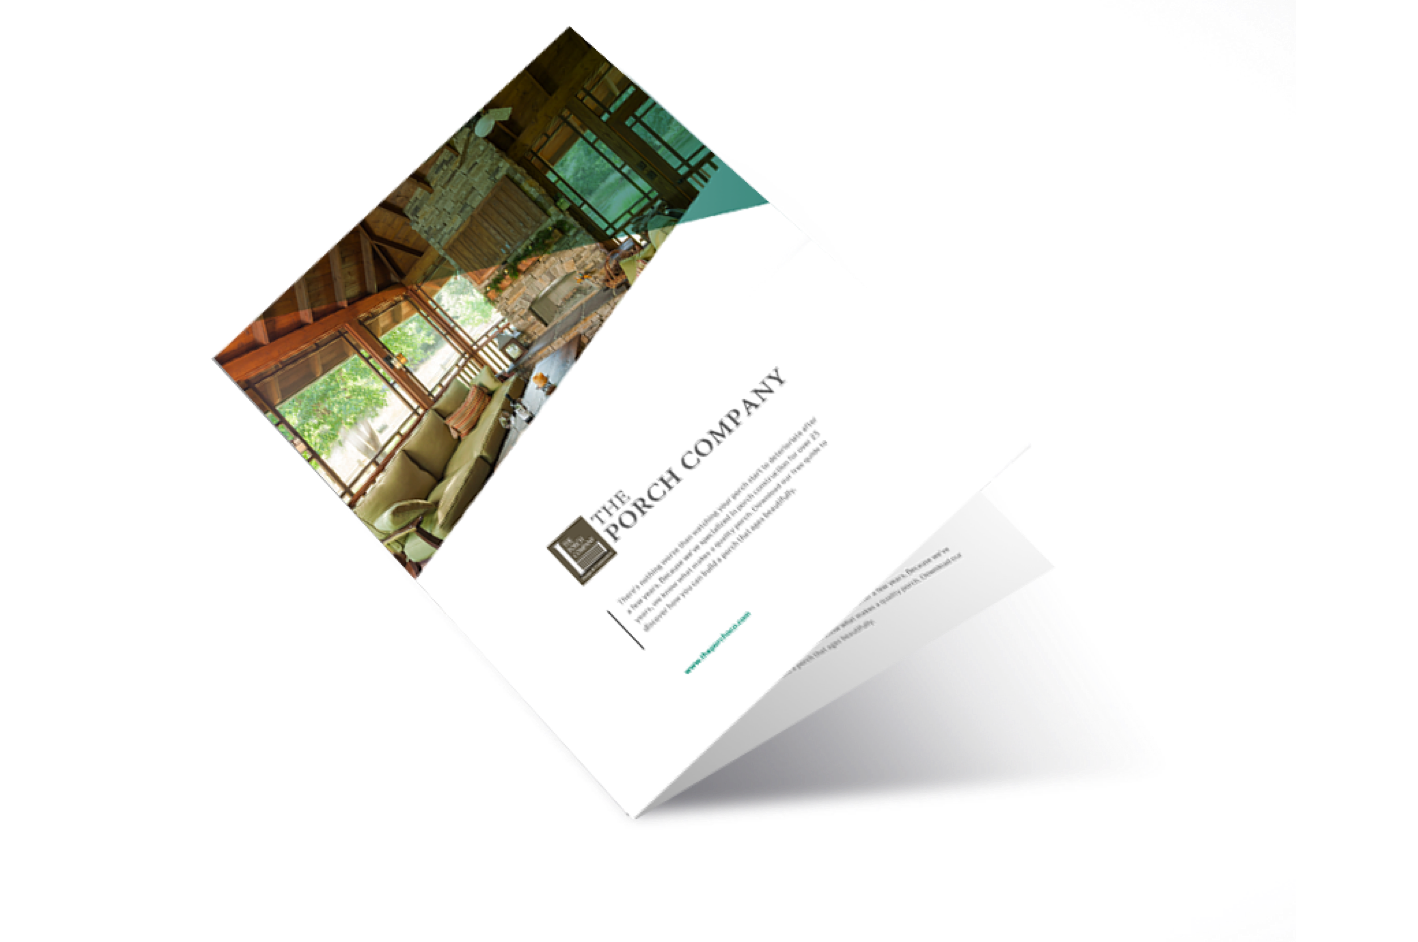 THE
PORCH COMPANY
THE
PORCH
COMPANY
There's nothing worse than watching your porch start to deteriorate after
a few years. Because we've specialized in porch construction for over 25
years, we know what makes a quality porch. Download our free guide to
discover how you can build a porch that ages beautifully.
www.theporchco.com
a few years. Because we've
what makes a quality porch. Download our
a porch that ages beautifully.